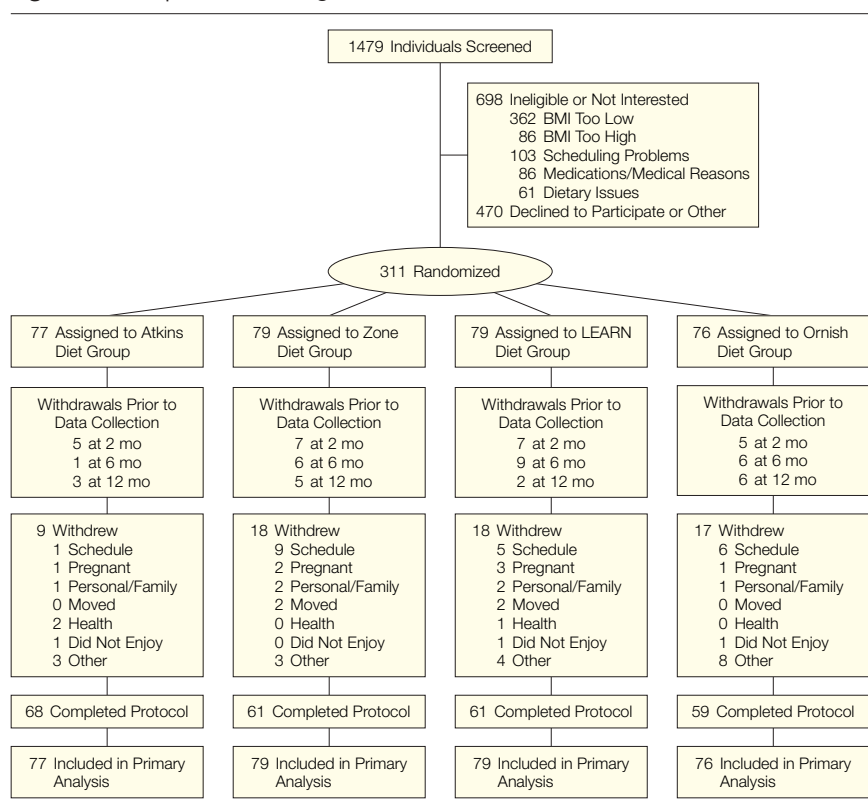 1479 Individuals Screened
698 Ineligible or Not Interested
362 BMI Too Low
86 BMI Too High
103 Scheduling Problems
86 Medications/Medical Reasons
61 Dietary Issues
470 Declined to Participate or Other
311 Randomized
77 Assigned to Atkins
Diet Group
Withdrawals Prior to
Data Collection
5 at 2 mo
1 at 6 mo
3 at 12 mo
9 Withdrew
1 Schedule
1 Pregnant
1 Personal/Family
0 Moved
2 Health
1 Did Not Enjoy
3 Other
68 Completed Protocol
77 Included in Primary
Analysis
79 Assigned to Zone
Diet Group
Withdrawals Prior to
Data Collection
7 at 2 mo
6 at 6 mo
5 at 12 mo
18 Withdrew
9 Schedule
2 Pregnant
2 Personal/Family
2 Moved
0 Health
0 Did Not Enjoy
3 Other
61 Completed Protocol
79 Included in Primary
Analysis
79 Assigned to LEARN
Diet Group
Withdrawals Prior to
Data Collection
7 at 2 mo
9 at 6 mo
2 at 12 mo
18 Withdrew
5 Schedule
3 Pregnant
2 Personal/Family
2 Moved
1 Health
1 Did Not Enjoy
4 Other
61 Completed Protocol
79 Included in Primary
Analysis
76 Assigned to Ornish
Diet Group
Withdrawals Prior to
Data Collection
5 at 2 mo
6 at 6 mo
6 at 12 mo
17 Withdrew
6 Schedule
1 Pregnant
1 Personal/Family
0 Moved
0 Health
1 Did Not Enjoy
8 Other
59 Completed Protocol
76 Included in Primary
Analysis